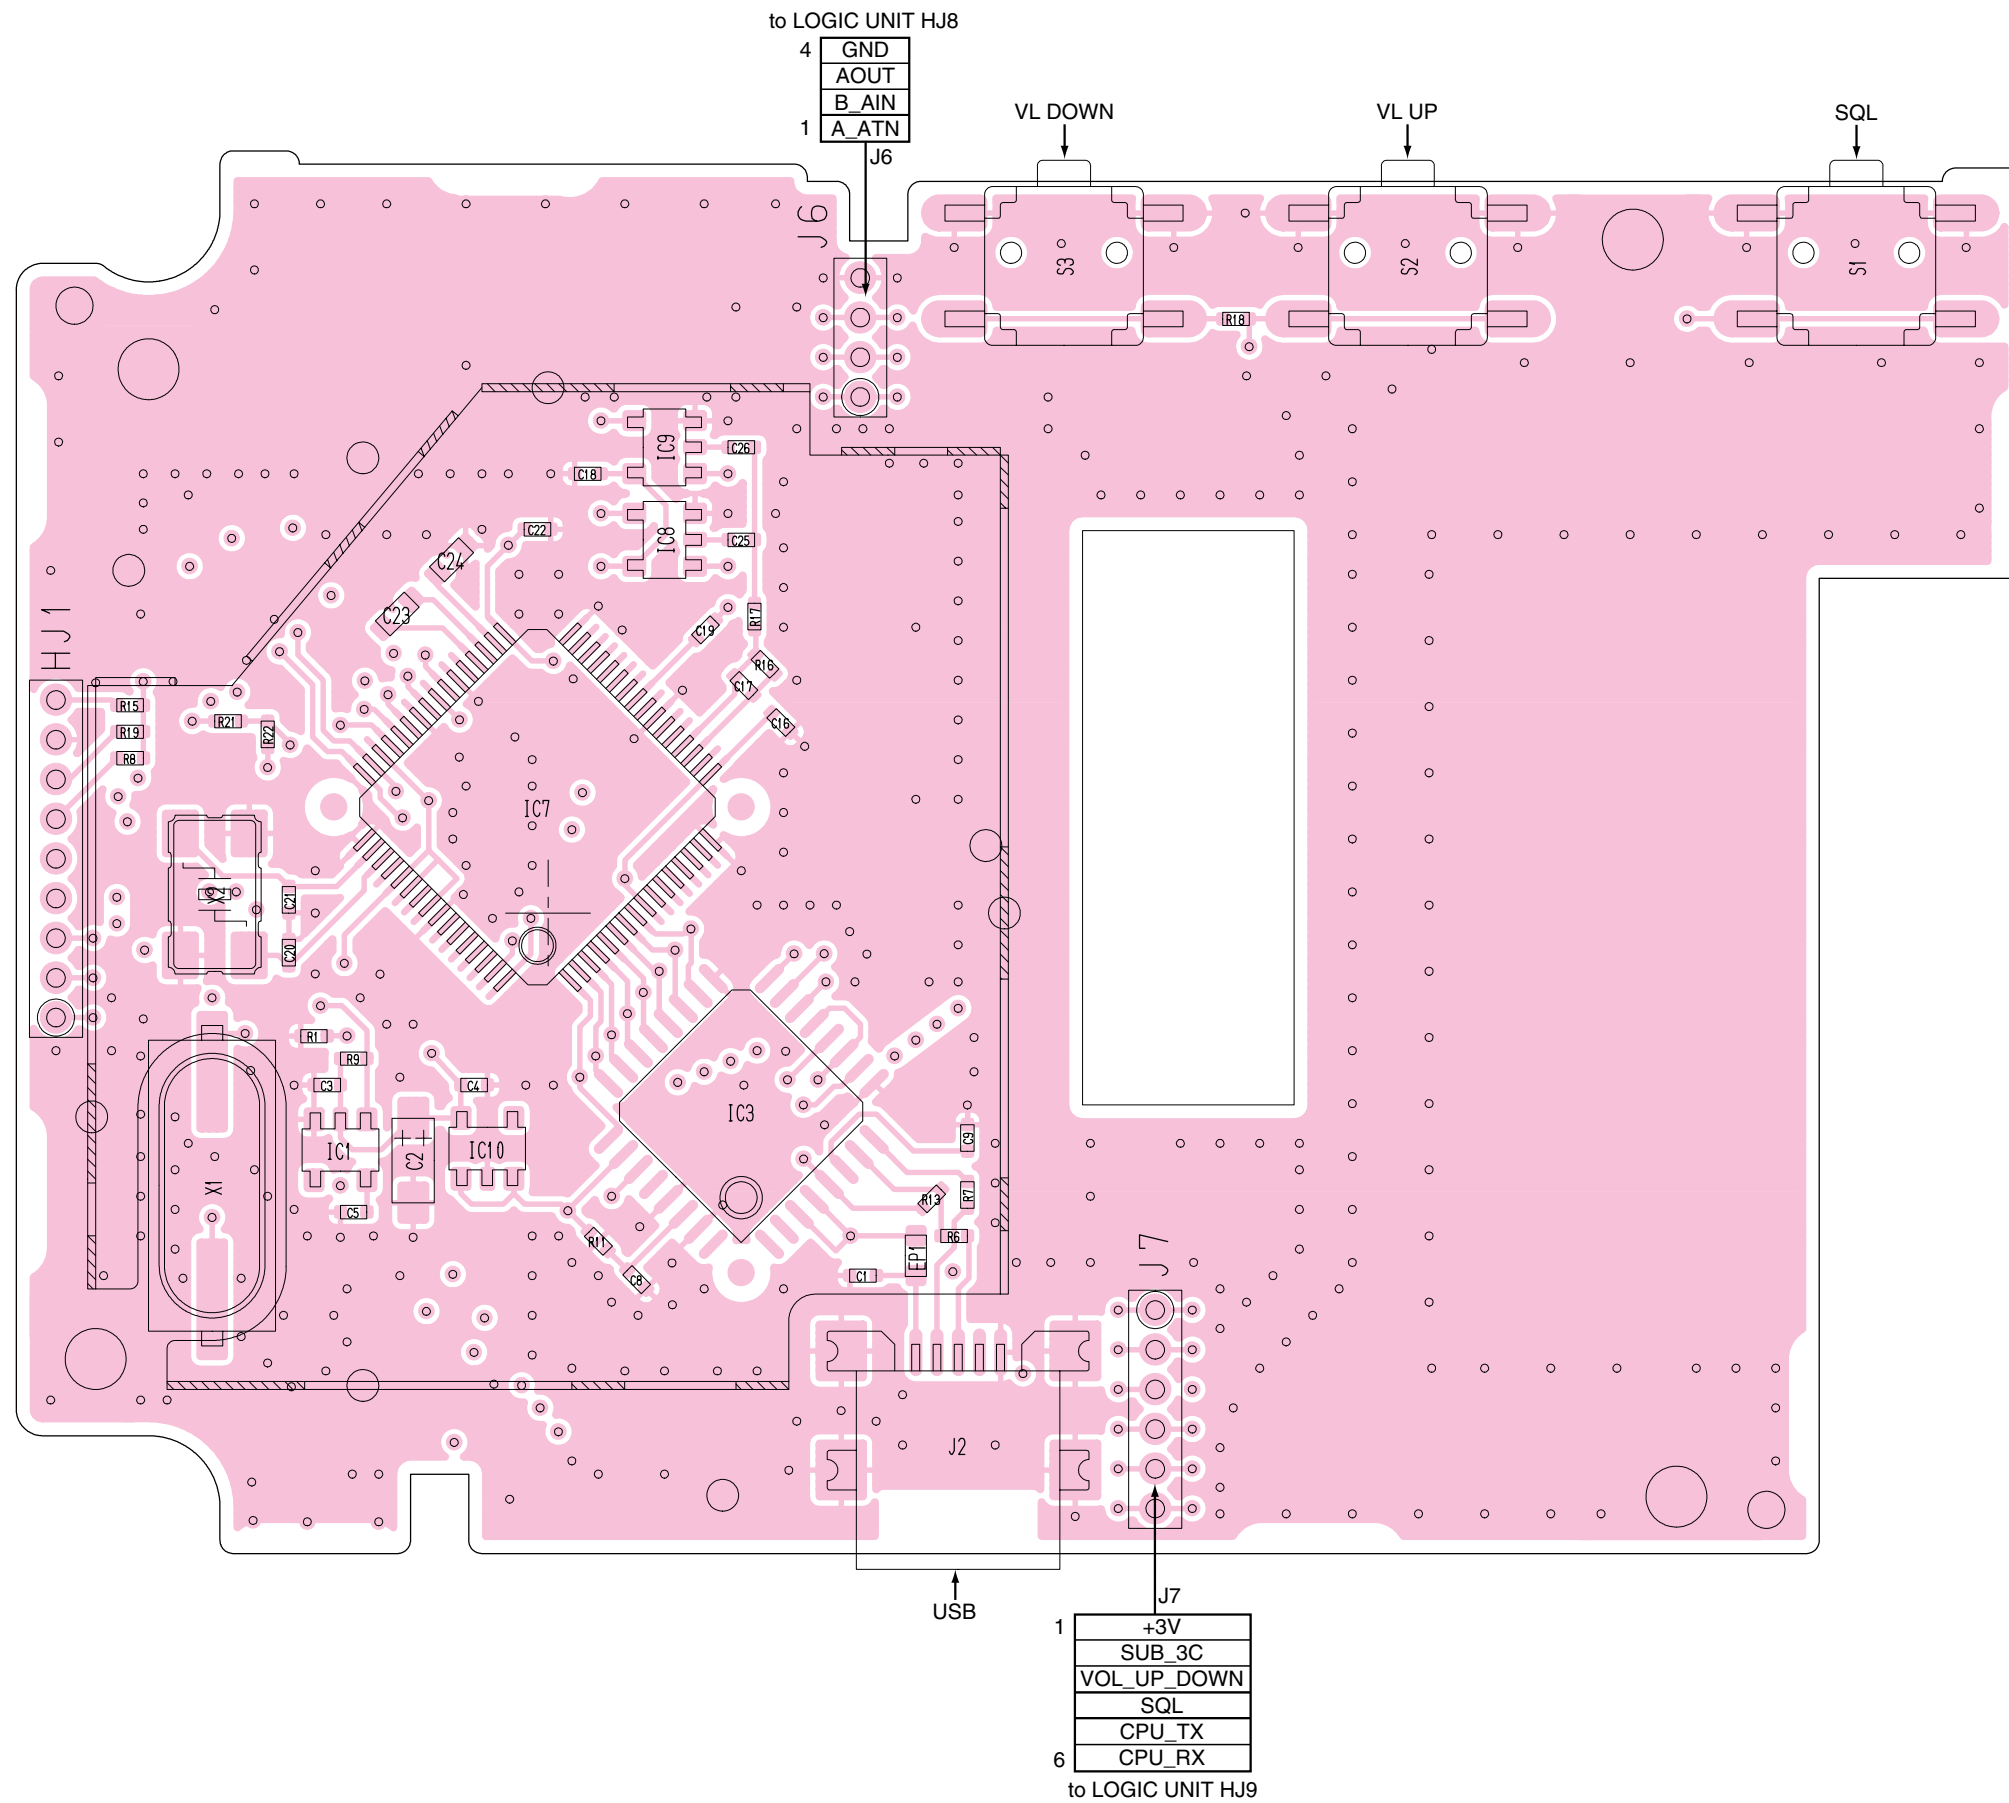 to LOGIC UNIT HJ8
4 GND
AOUT
B_AIN
1 A_ATN
J6
VL DOWN
VL UP
SQL
J6
S3
S2
S1
R18
IC9
C26
C18
C22
IC8
C25
C24
C23
HJ1
C19
R17
R16
C17
C16
R15
R21
R19
R22
R8
IC7
X2
C21
C20
R1
R9
C3
C4
IC3
IC1
C2
IC10
C9
X1
C5
R13
R7
R11
R6
EP1
C8
C1
J7
J2
USB
J7
1 +3V
SUB_3C
VOL_UP_DOWN
SQL
CPU_TX
6 CPU_RX
to LOGIC UNIT HJ9